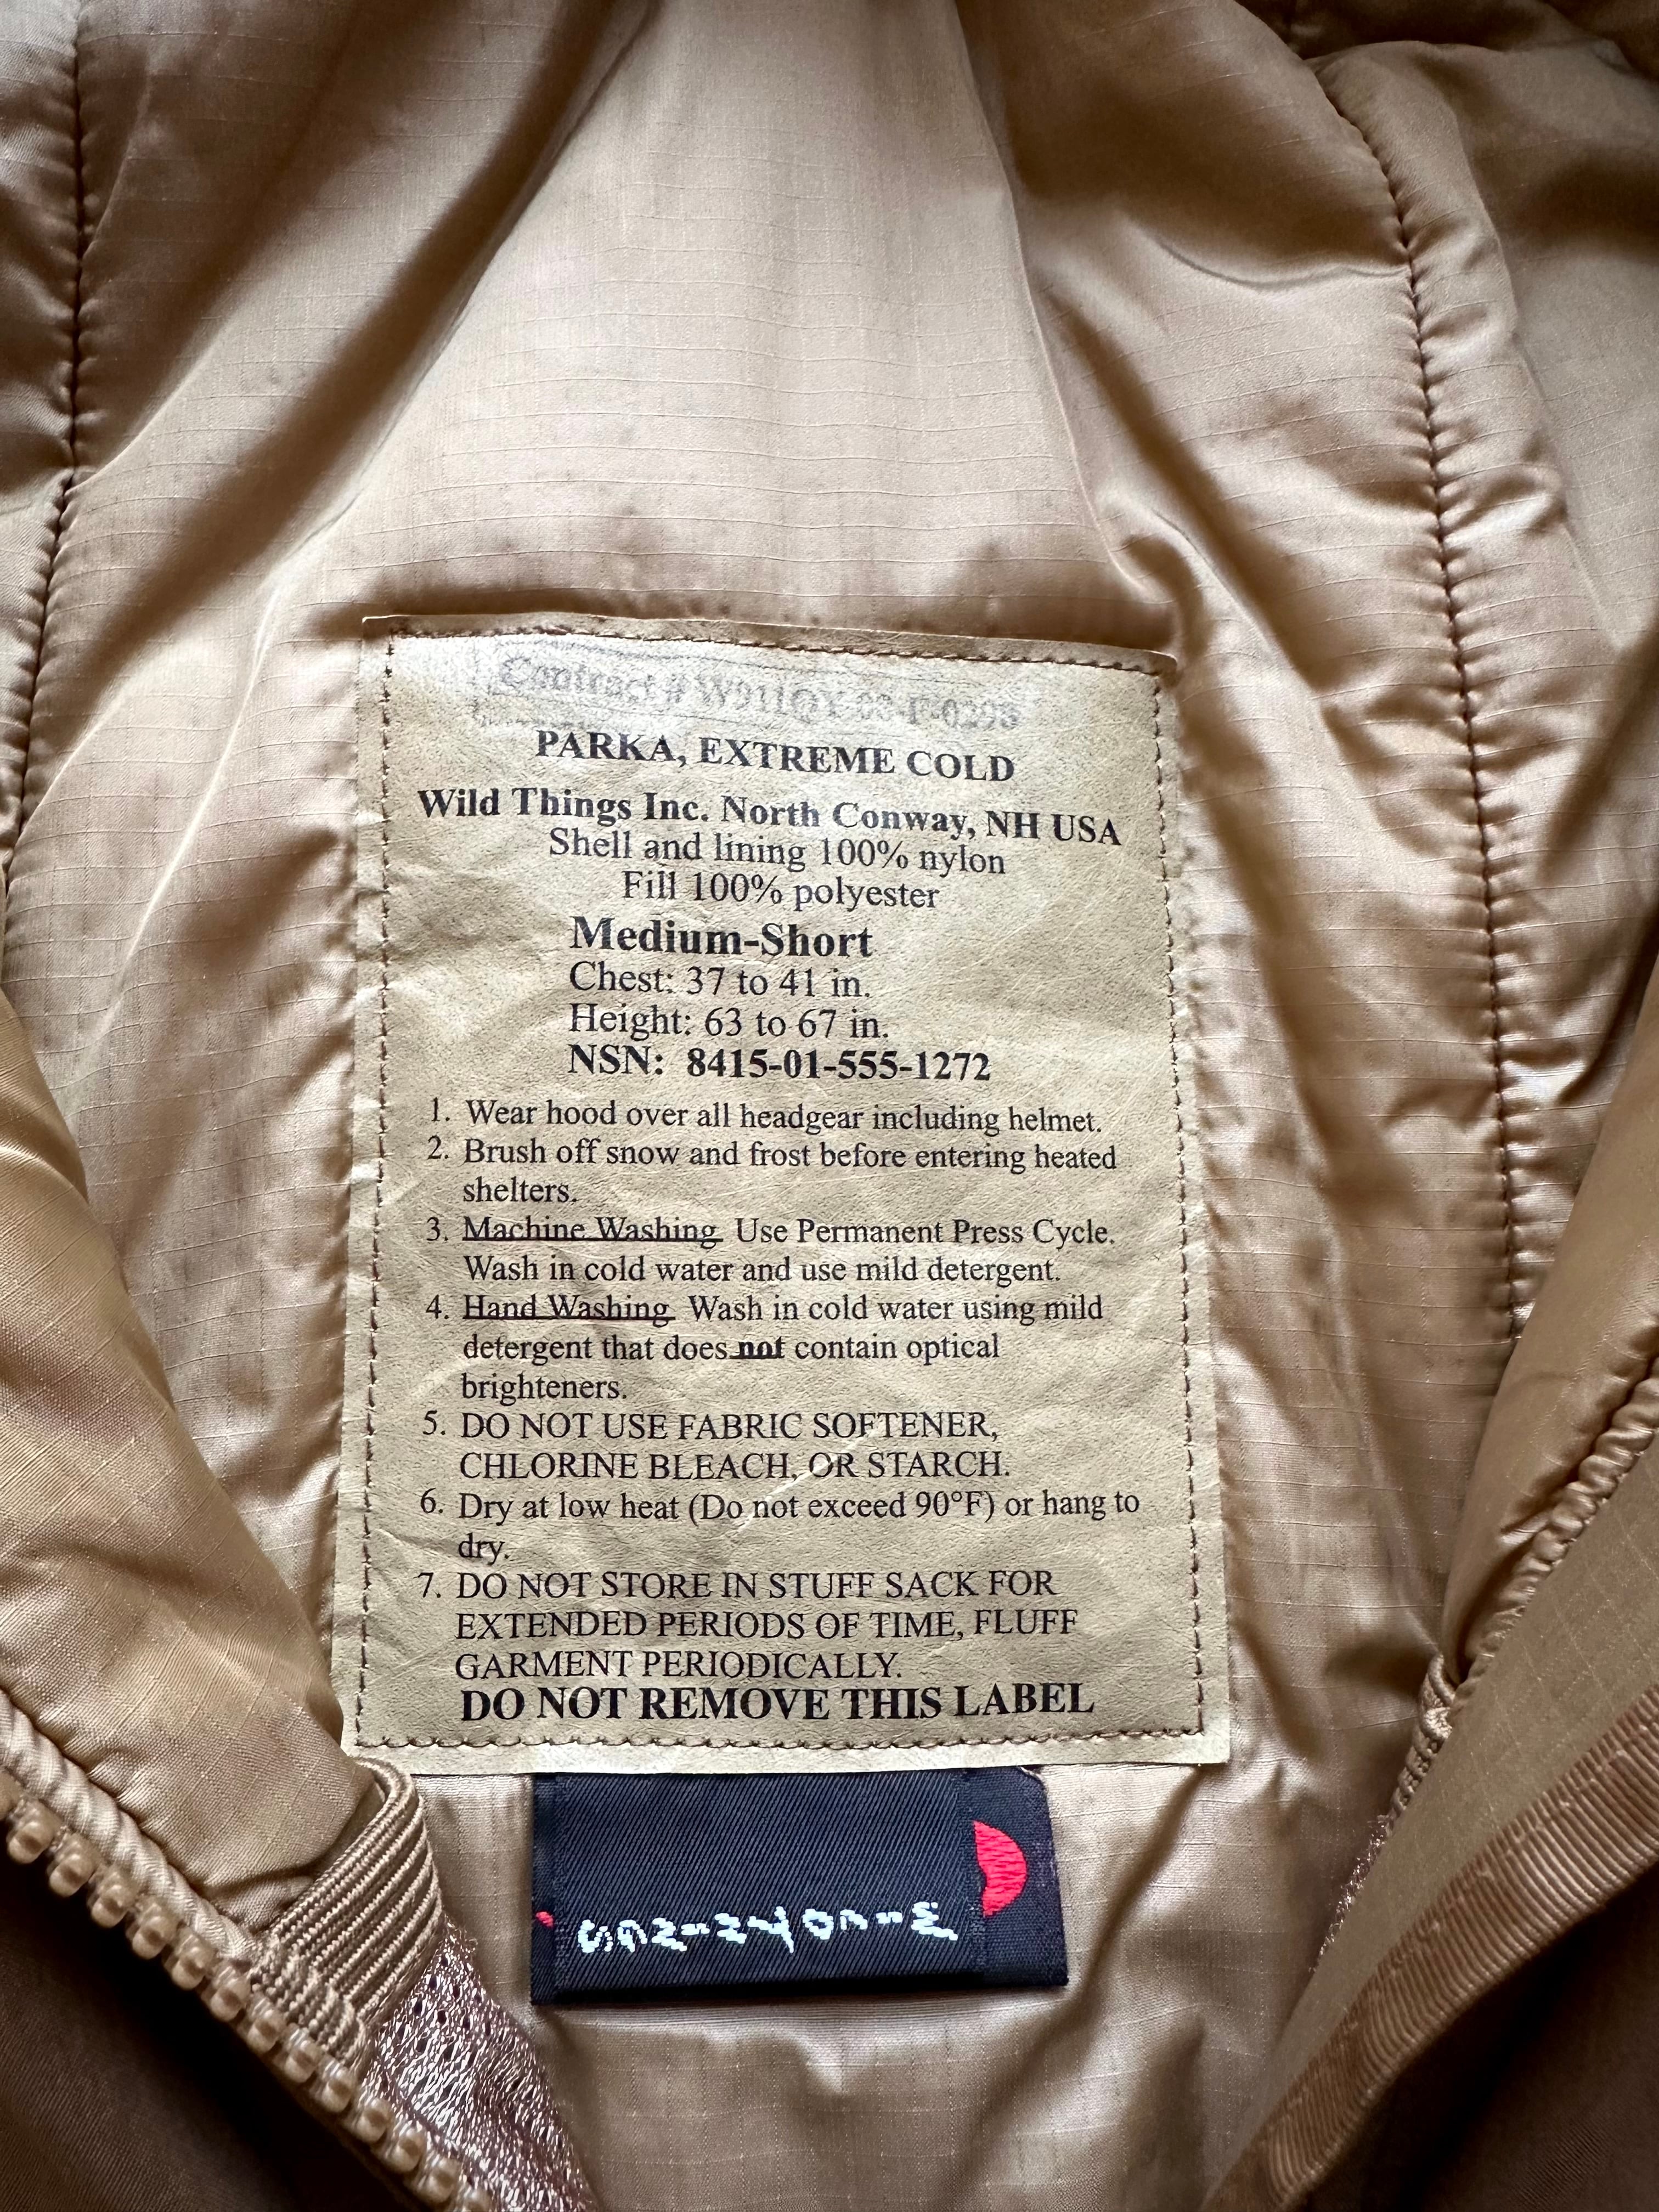 Contract # W911QY-08-F-0293
PARKA, EXTREME COLD
Wild Things Inc. North Conway, NH USA
Shell and lining 100% nylon
Fill 100% polyester
Medium-Short
Chest: 37 to 41 in.
Height: 63 to 67 in.
NSN: 8415-01-555-1272
1. Wear hood over all headgear including helmet.
2. Brush off snow and frost before entering heated
shelters.
3. Machine Washing Use Permanent Press Cycle.
Wash in cold water and use mild detergent.
4. Hand Washing Wash in cold water using mild
detergent that does not contain optical
brighteners.
5. DO NOT USE FABRIC SOFTENER,
CHLORINE BLEACH, OR STARCH.
6. Dry at low heat (Do not exceed 90°F) or hang to
dry.
7. DO NOT STORE IN STUFF SACK FOR
EXTENDED PERIODS OF TIME, FLUFF
GARMENT PERIODICALLY.
DO NOT REMOVE THIS LABEL